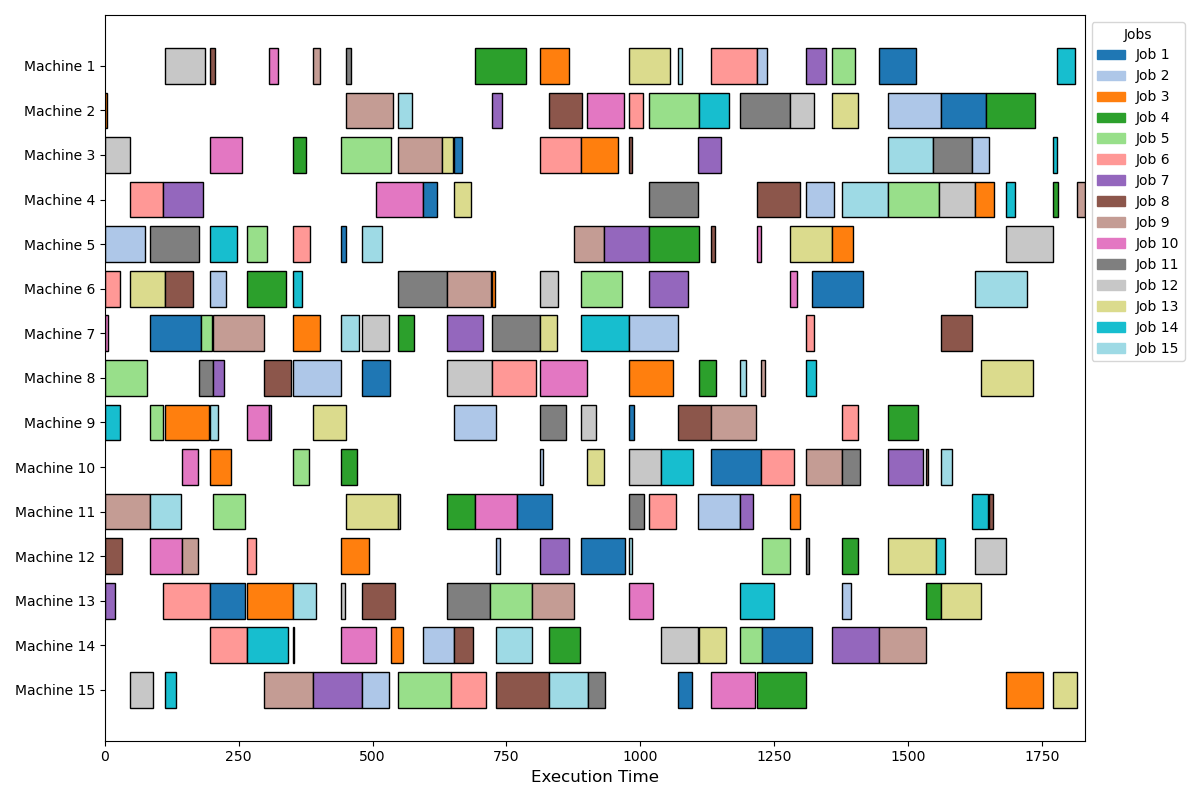 Jobs
Job 1
Job 2
Job 3
Job 4
Job 5
Job 6
Job 7
Job 8
Job 9
Job 10
Job 11
Job 12
Job 13
Job 14
Job 15
Machine 1
Machine 2
Machine 3
Machine 4
Machine 5
Machine 6
Machine 7
Machine 8
Machine 9
Machine 10
Machine 11
Machine 12
Machine 13
Machine 14
Machine 15
0 250 500 750 1000 1250 1500 1750
Execution Time